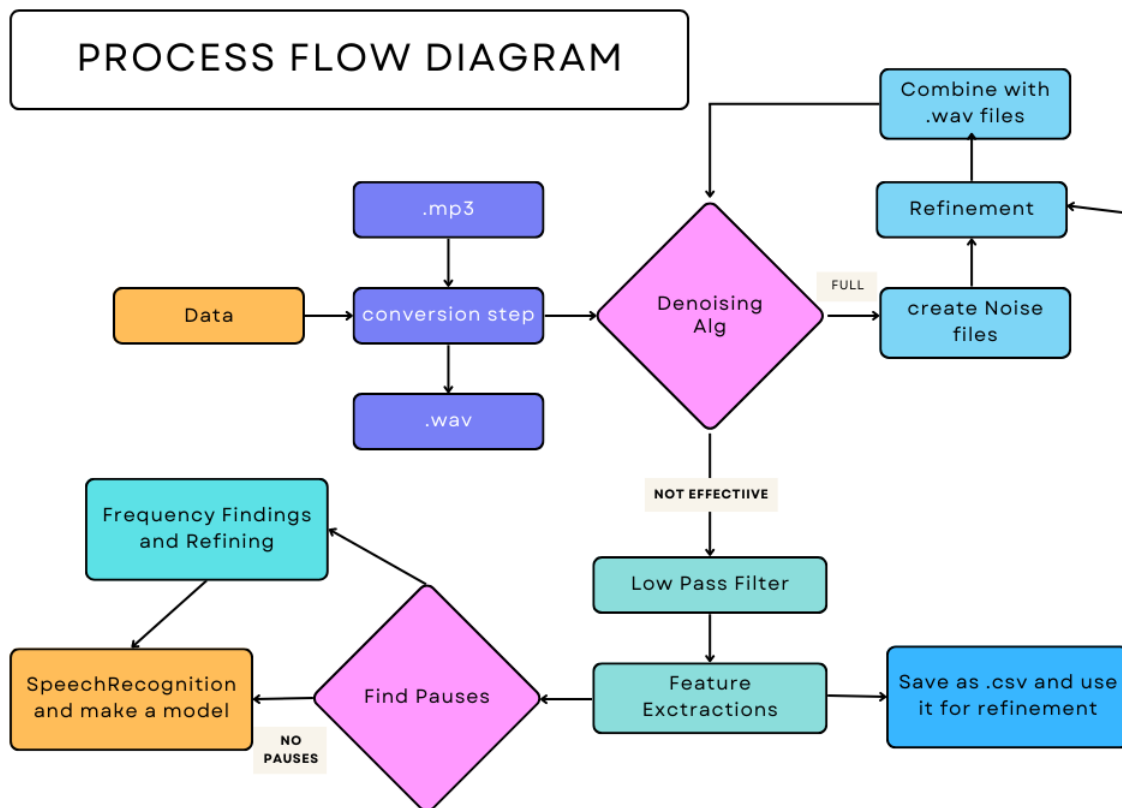 PROCESS FLOW DIAGRAM
Combine with
.wav files
.mp3
Refinement
FULL
Data
conversion step
Denoising
Alg
create Noise
files
.wav
NOT EFFECTIIVE
Frequency Findings
and Refining
Low Pass Filter
SpeechRecognition
and make a model
NO
PAUSES
Find Pauses
Feature
Exctractions
Save as .csv and use
it for refinement